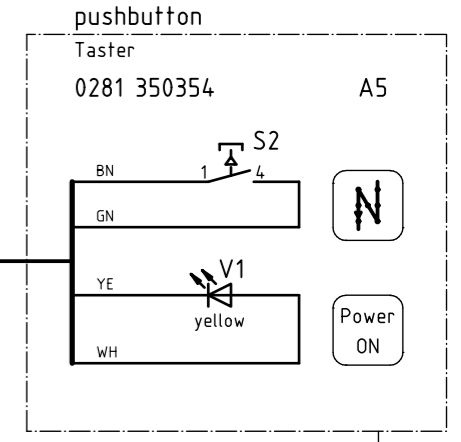 pushbutton
Taster
0281 350354 A5
S2
BN 1 4
GN
V1
YE
yellow
Power
ON
WH